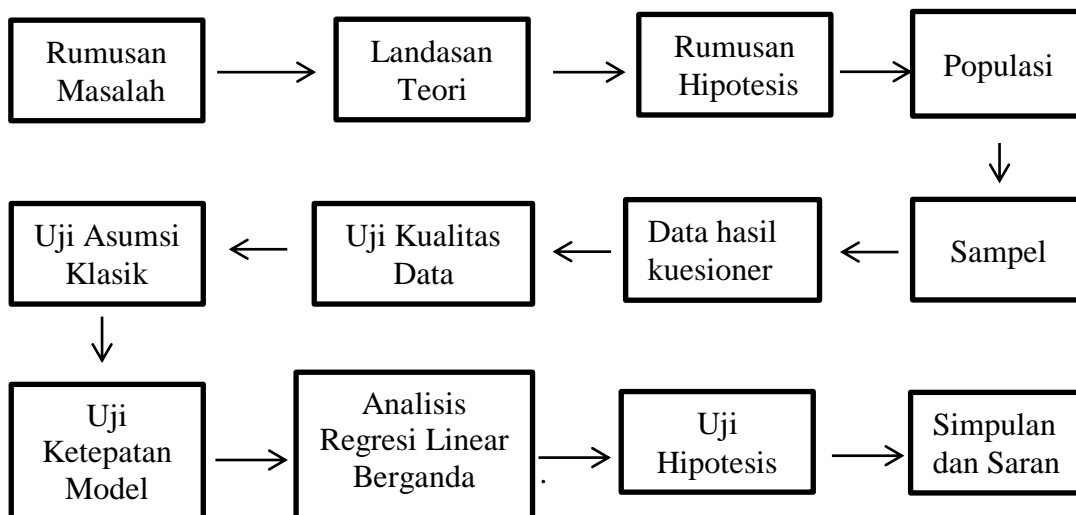 Rumusan
Masalah
Landasan
Teori
Rumusan
Hipotesis
Populasi
Sampel
Data hasil
kuesioner
Uji Kualitas
Data
Uji Asumsi
Klasik
Uji
Ketepatan
Model
Analisis
Regresi Linear
Berganda
.
Uji
Hipotesis
Simpulan
dan Saran